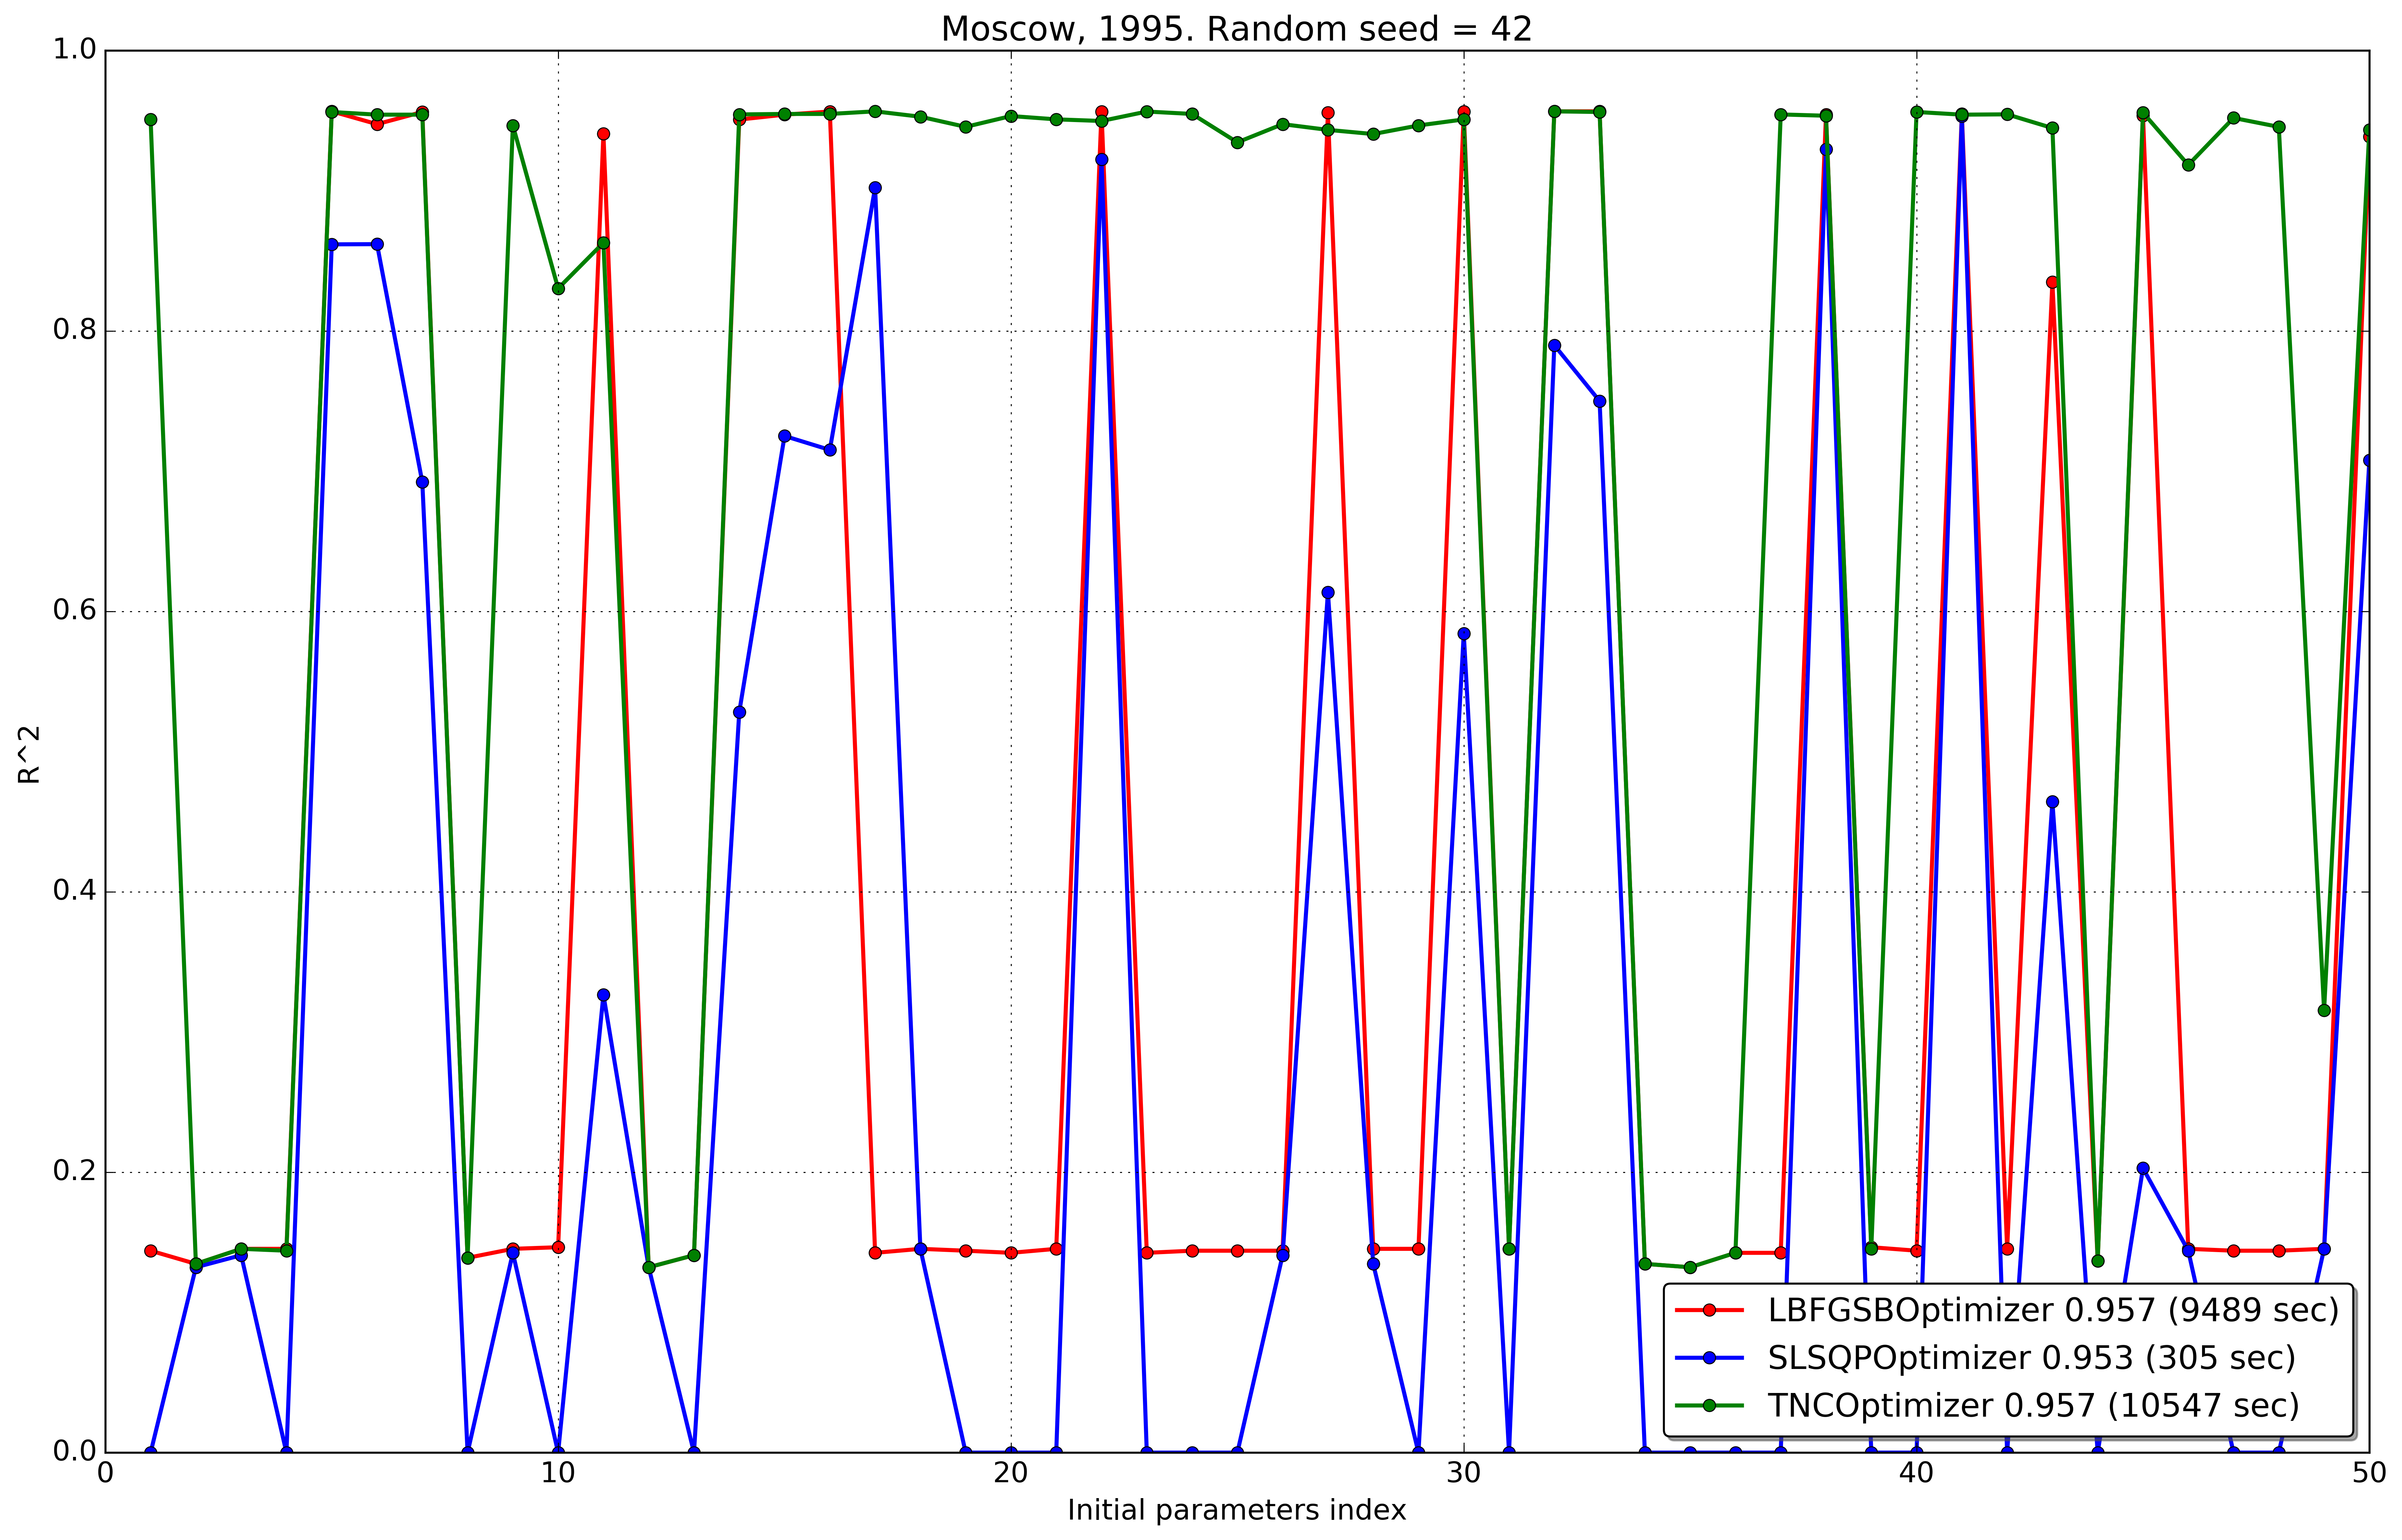 Moscow, 1995. Random seed = 42
1.0
0.8
0.6
0.4
0.2
0.0
R^2
0 10 20 30 40 50
Initial parameters index
LBFGSBOptimizer 0.957 (9489 sec)
SLSQPOptimizer 0.953 (305 sec)
TNCOptimizer 0.957 (10547 sec)